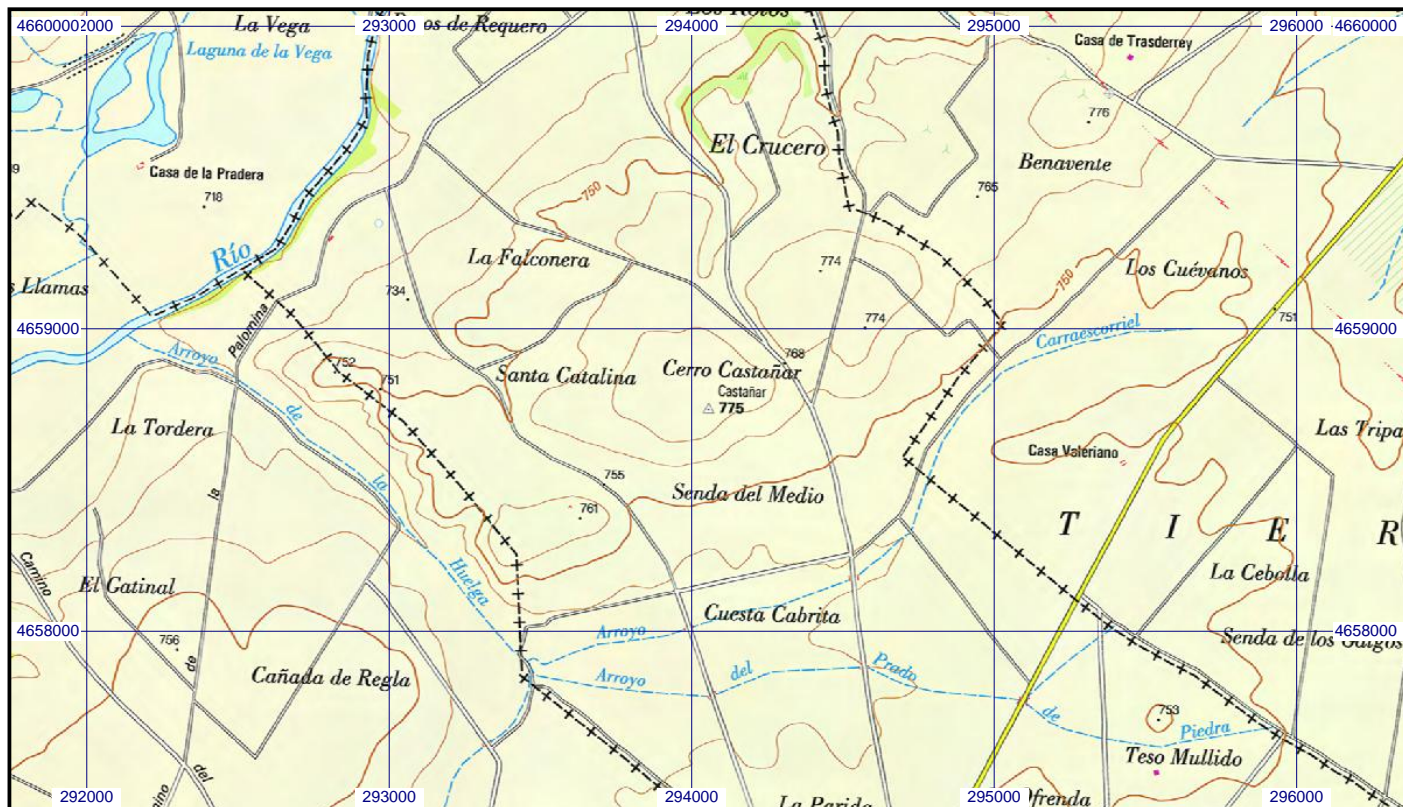 4660000
292000
293000
294000
295000
296000
4660000
La Vega
os de Requero
Los Rotos
Casa de Trasderrey
Laguna de la Vega
776
El Crucero
Benavente
Casa de la Pradera
718
750
765
Río
La Falconera
774
Los Cuévanos
s Llamas
734
750
4659000
774
751
4659000
Palomina
Carraescorriel
Arroyo
752
751
768
Cerro Castañar
Santa Catalina
Castañar
775
de
La Tordera
Las Tripa
Casa Valeriano
la
la
755
Senda del Medio
761
T I E R
Camino
Huelga
El Gatinal
La Cebolla
Cuesta Cabrita
4658000
Arroyo
4658000
Senda de los Galgos
756
de
Cañada de Regla
Arroyo
del
Prado
de
753
Piedra
Teso Mullido
del
La Parida
Ofrenda
292000
293000
294000
295000
296000